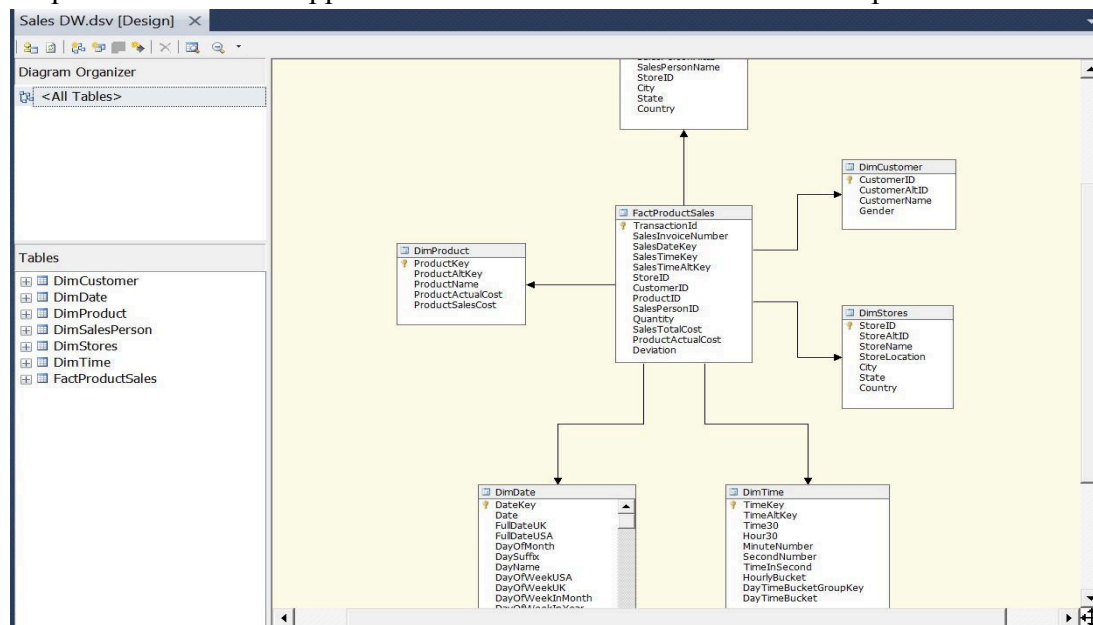 Sales DW.dsv [Design]
Diagram Organizer
<All Tables>
Tables
DimCustomer
DimDate
DimProduct
DimSalesPerson
DimStores
DimTime
FactProductSales
SalesPersonName
StoreID
City
State
Country
DimCustomer
CustomerID
CustomerAltID
CustomerName
Gender
FactProductSales
TransactionId
SalesInvoiceNumber
SalesDateKey
SalesTimeKey
SalesTimeAltKey
StoreID
CustomerID
ProductID
SalesPersonID
Quantity
SalesTotalCost
ProductActualCost
Deviation
DimProduct
ProductKey
ProductAltKey
ProductName
ProductActualCost
ProductSalesCost
DimStores
StoreID
StoreAltID
StoreName
StoreLocation
City
State
Country
DimDate
DateKey
Date
FullDateUK
FullDateUSA
DayOfMonth
DaySuffix
DayName
DayOfWeekUSA
DayOfWeekUK
DayOfWeekInMonth
DayOfWeekInYear
DimTime
TimeKey
TimeAltKey
Time30
Hour30
MinuteNumber
SecondNumber
TimeInSecond
HourlyBucket
DayTimeBucketGroupKey
DayTimeBucket